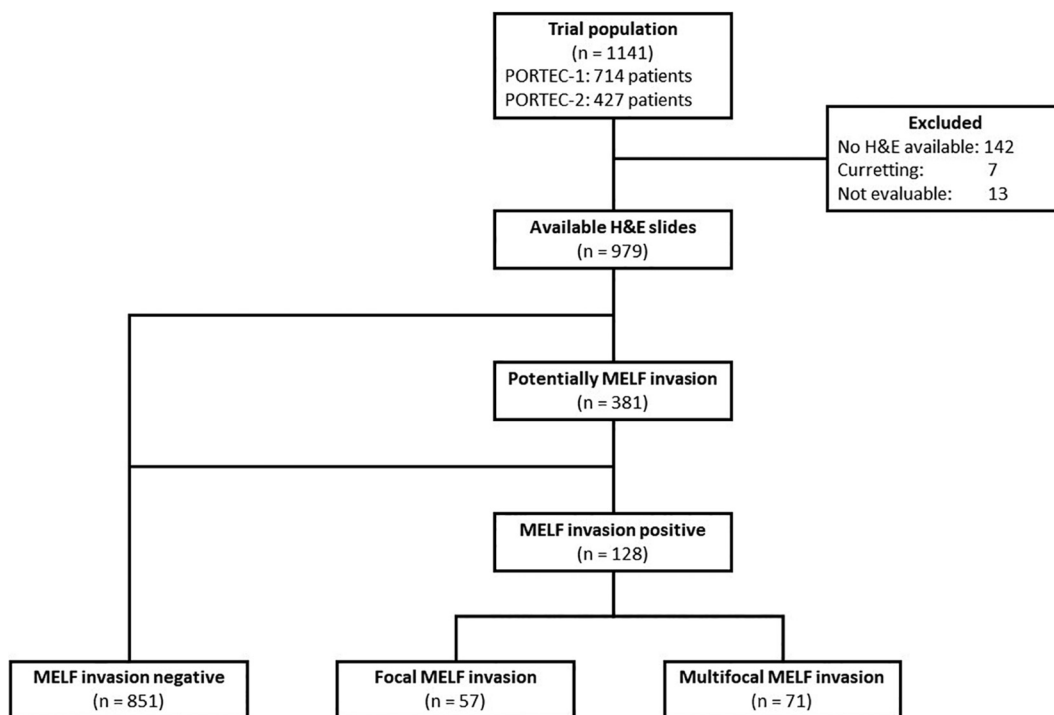 Trial population
(n = 1141)
PORTEC-1: 714 patients
PORTEC-2: 427 patients
Excluded
No H&E available: 142
Curretting: 7
Not evaluable: 13
Available H&E slides
(n = 979)
Potentially MELF invasion
(n = 381)
MELF invasion positive
(n = 128)
MELF invasion negative
(n = 851)
Focal MELF invasion
(n = 57)
Multifocal MELF invasion
(n = 71)